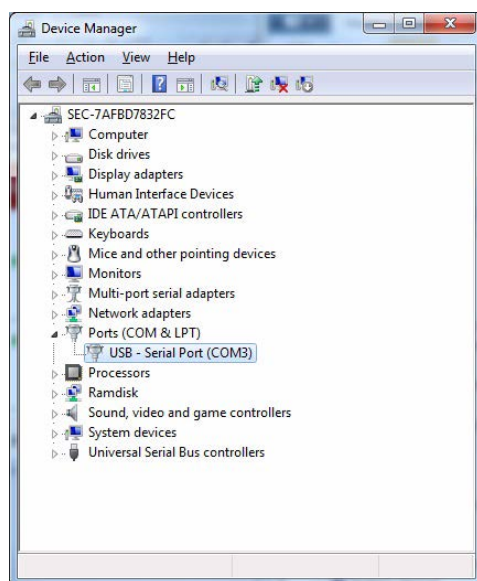 Device Manager
File Action View Help
SEC-7AFBD7832FC
Computer
Disk drives
Display adapters
Human Interface Devices
IDE ATA/ATAPI controllers
Keyboards
Mice and other pointing devices
Monitors
Multi-port serial adapters
Network adapters
Ports (COM & LPT)
USB - Serial Port (COM3)
Processors
Ramdisk
Sound, video and game controllers
System devices
Universal Serial Bus controllers